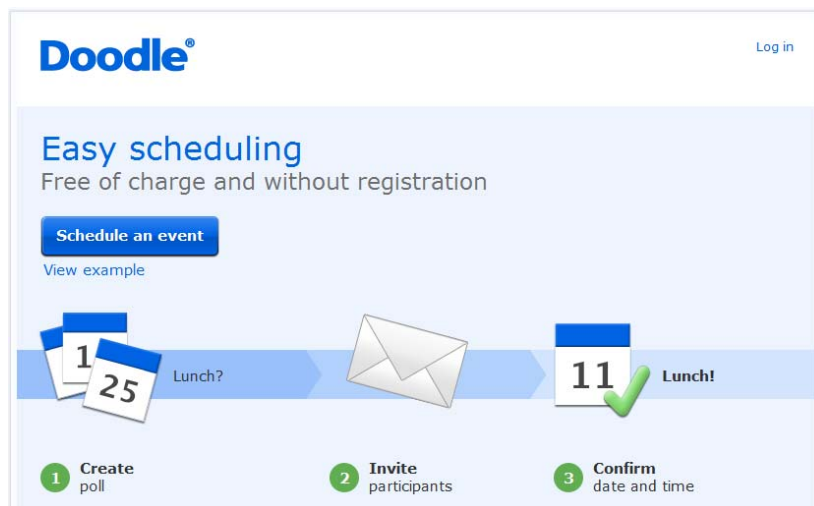 Doodle®
Log in
Easy scheduling
Free of charge and without registration
Schedule an event
View example
1
25
Lunch?
11
Lunch!
1 Create
poll
2 Invite
participants
3 Confirm
date and time